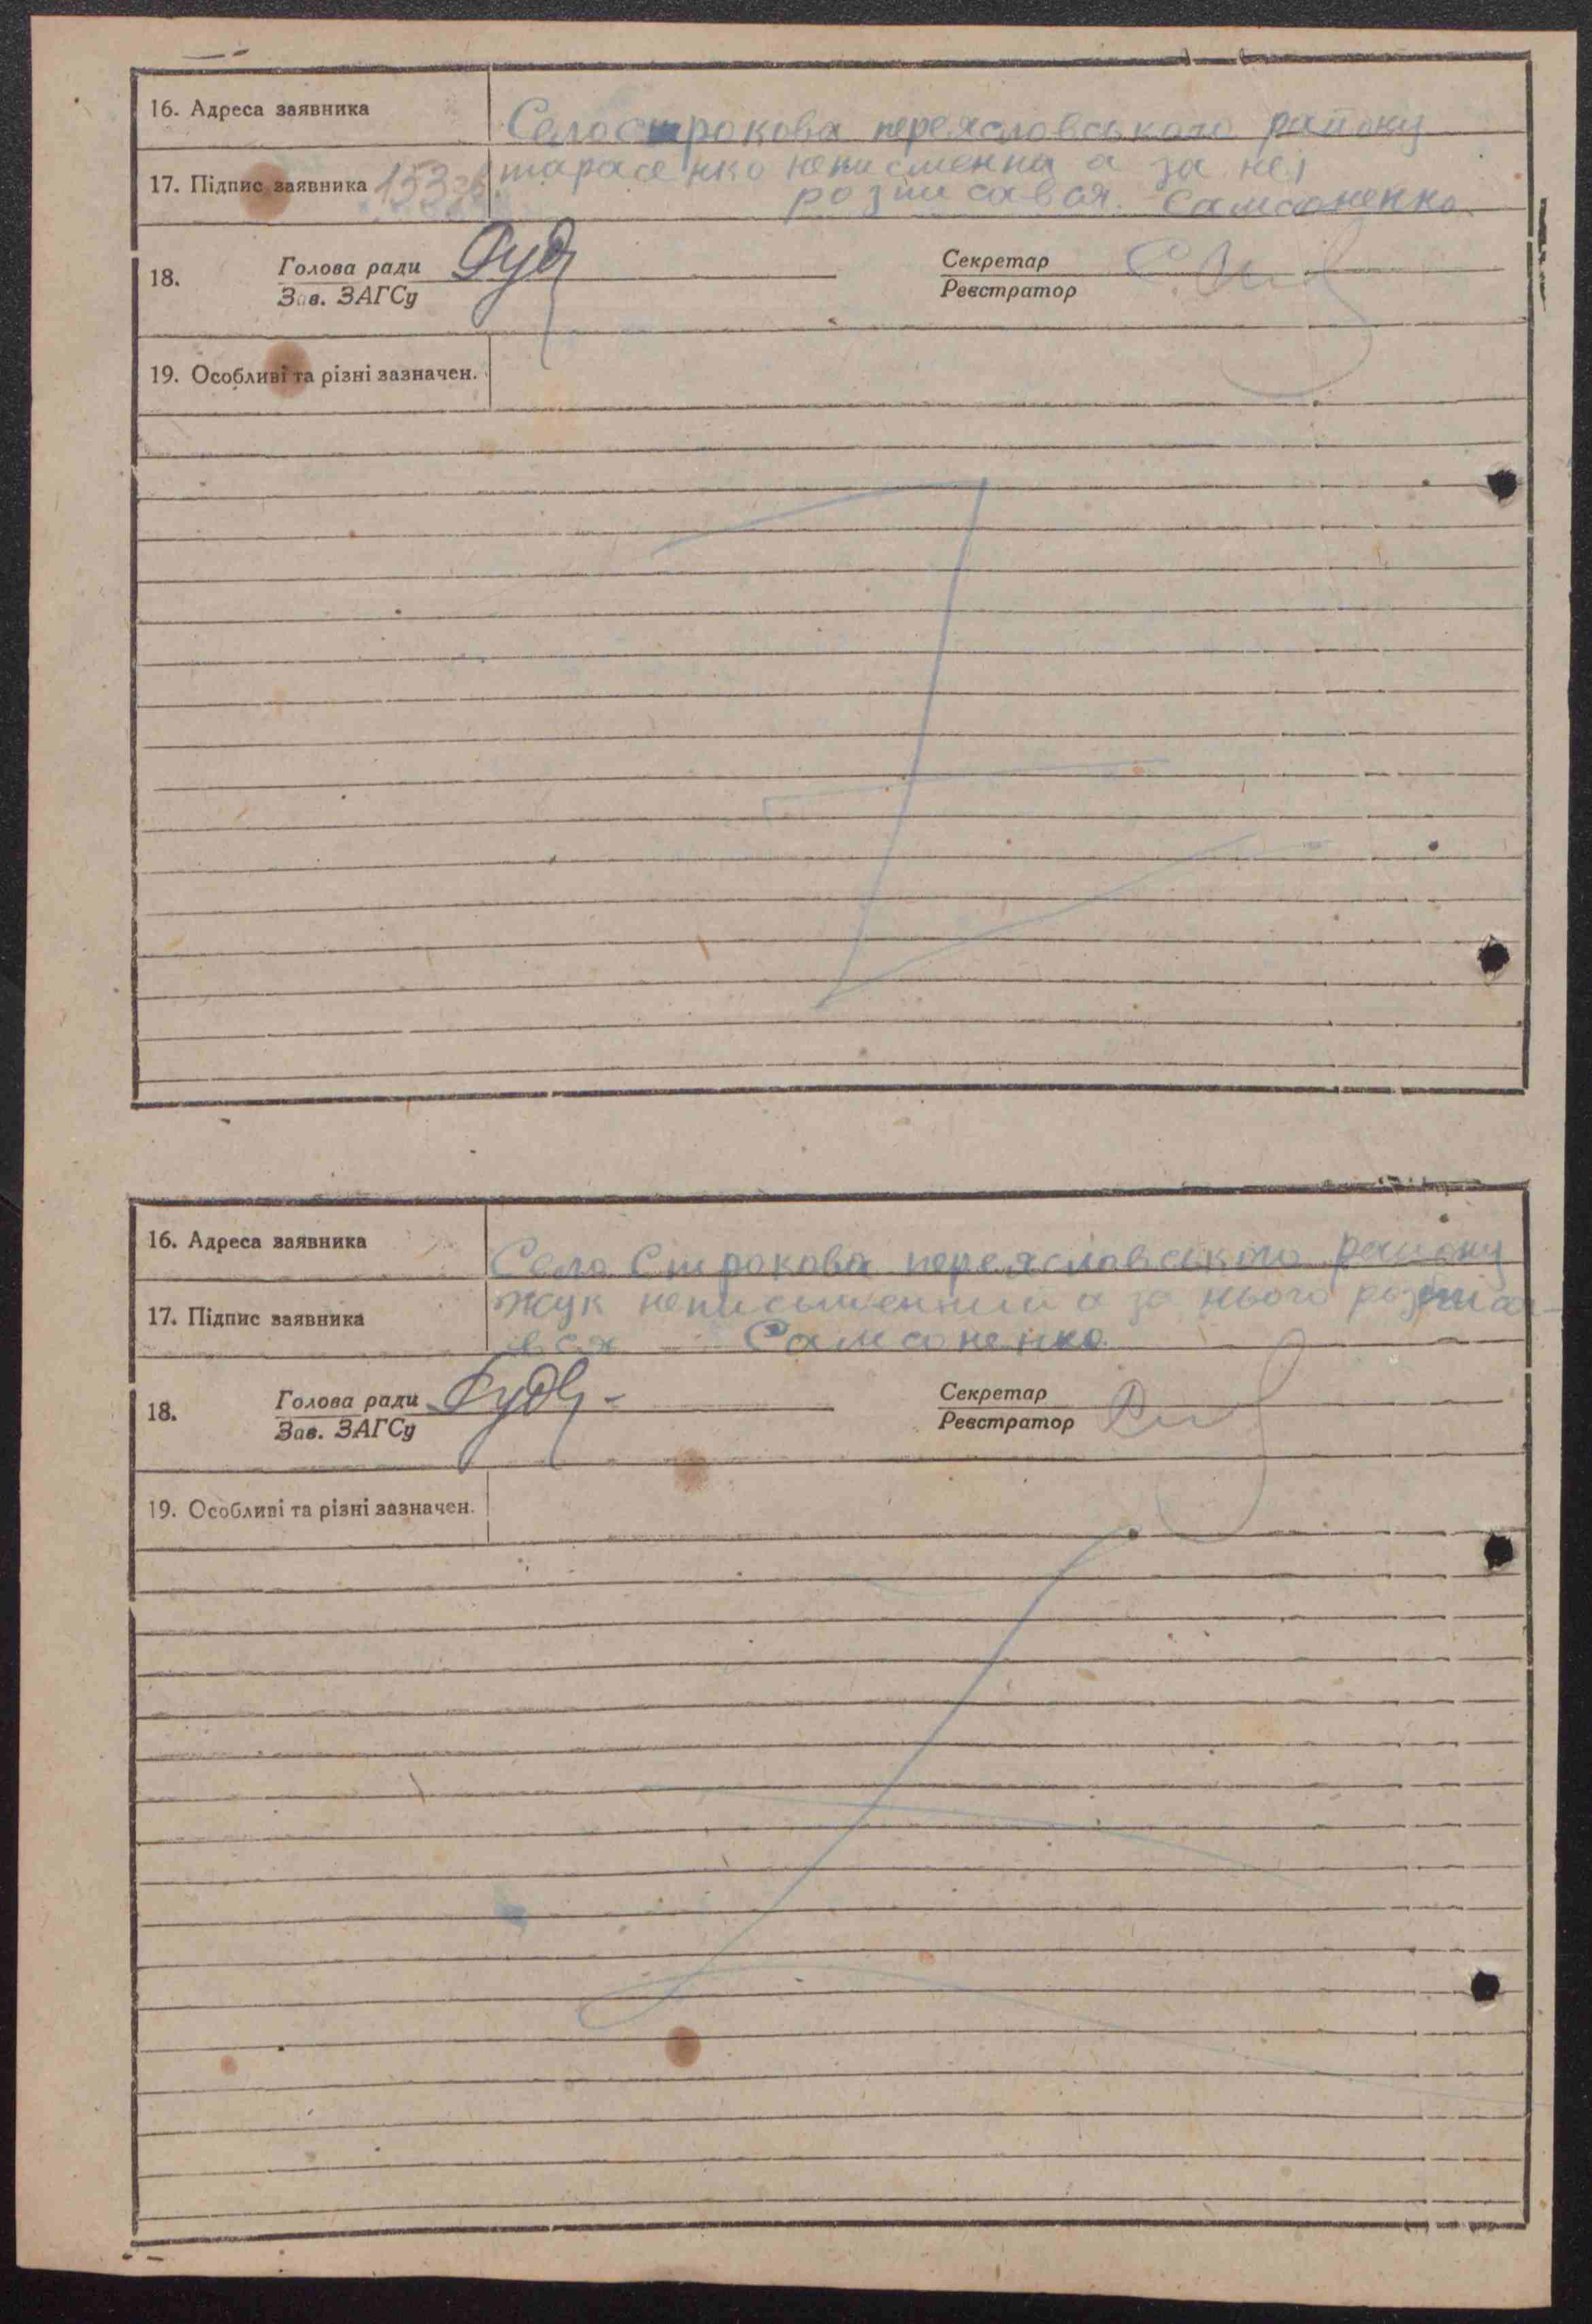 16. Адреса заявника
Село строкова переясловського району
17. Підпис заявника
тарасенко неписменна а за неї
розписався. Самсоненко
18. Голова ради
Зав. ЗАГСу
Секретар
Реєстратор
19. Особливі та різні зазначен.
16. Адреса заявника
Село Строкова переяславського району
17. Підпис заявника
Жук неписьменний а за нього розписа-
вся Самсоненко
18. Голова ради
Зав. ЗАГСу
Секретар
Реєстратор
19. Особливі та різні зазначен.